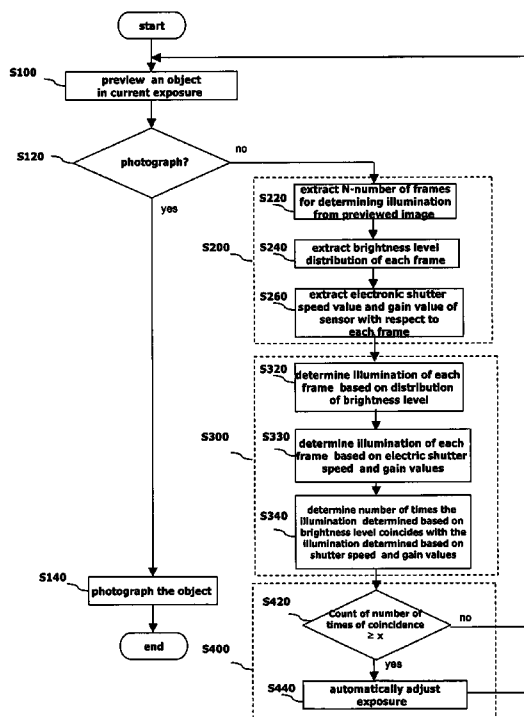 start
S100
preview an object
in current exposure
S120
photograph?
no
yes
S220
extract N-number of frames
for determining illumination
from previewed image
S200
S240
extract brightness level
distribution of each frame
S260
extract electronic shutter
speed value and gain value of
sensor with respect to
each frame
S320
determine illumination of each
frame based on distribution
of brightness level
S300
S330
determine illumination of each
frame based on electric shutter
speed and gain values
S340
determine number of times the
illumination determined based on
brightness level coincides with the
illumination determined based on
shutter speed and gain values
S140
photograph the object
end
S400
S420
Count of number of
times of coincidence
≥ x
no
yes
S440
automatically adjust
exposure